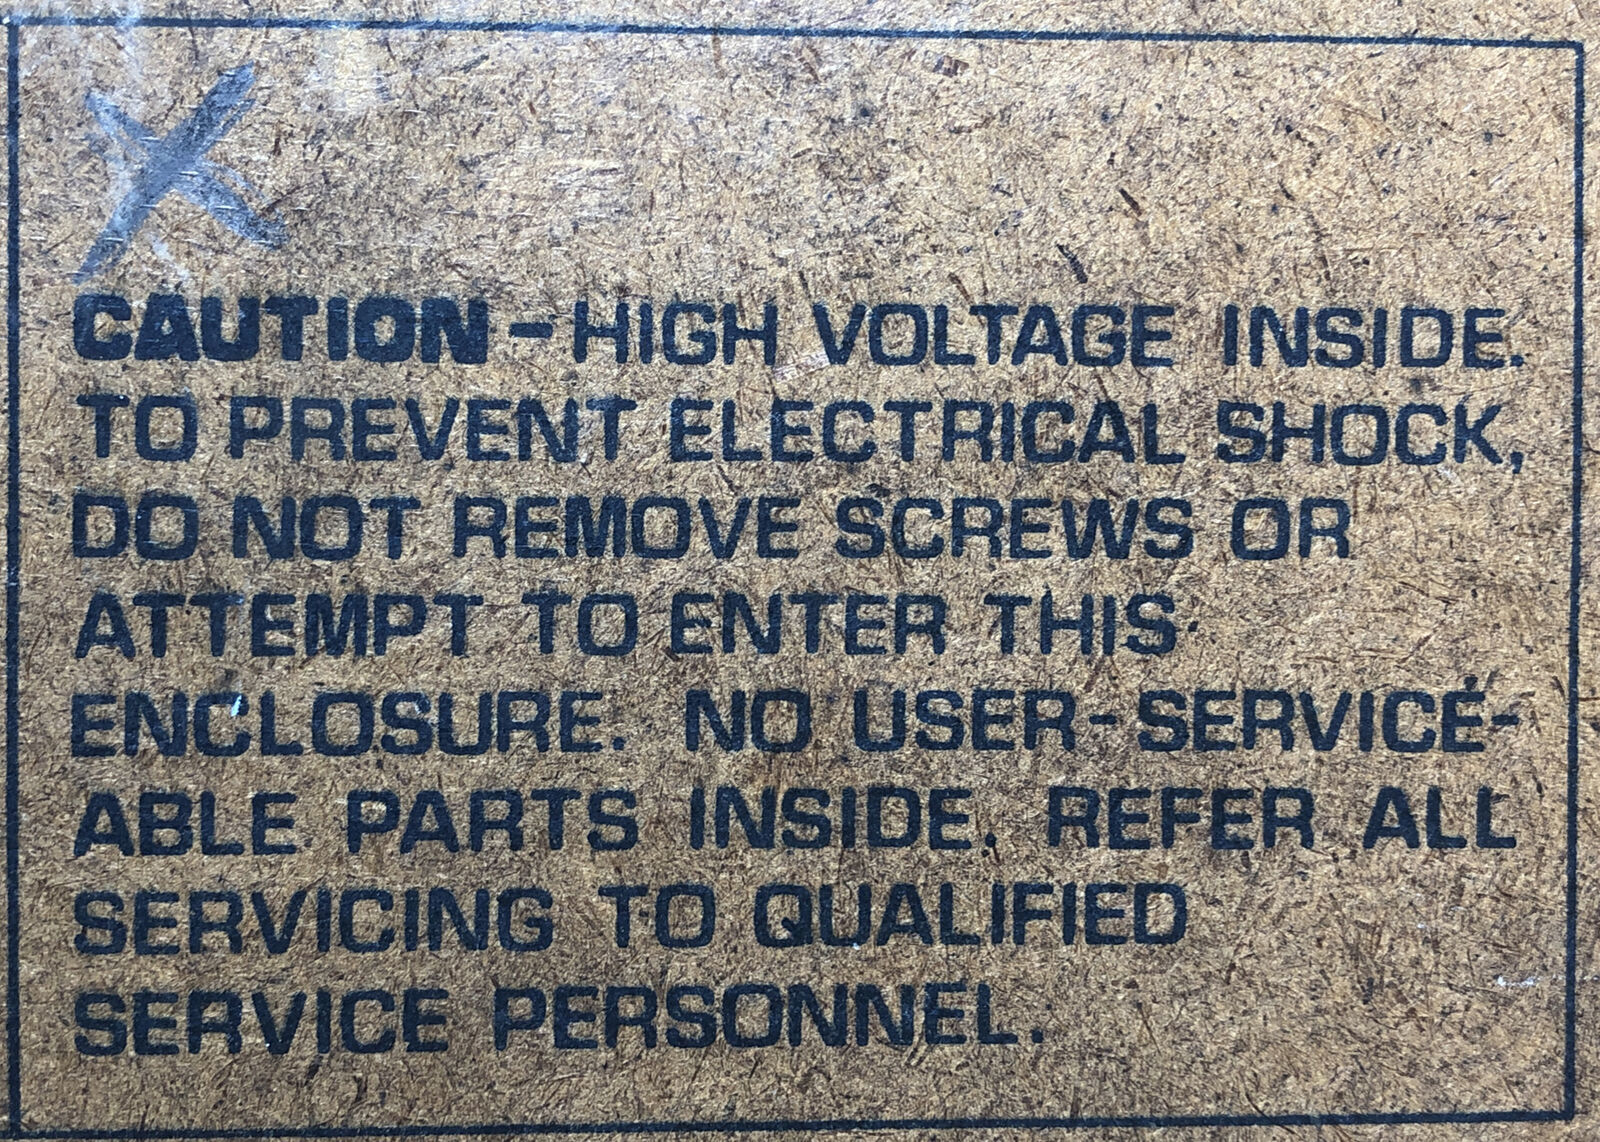 CAUTION – HIGH VOLTAGE INSIDE.
TO PREVENT ELECTRICAL SHOCK,
DO NOT REMOVE SCREWS OR
ATTEMPT TO ENTER THIS
ENCLOSURE. NO USER-SERVICE-
ABLE PARTS INSIDE. REFER ALL
SERVICING TO QUALIFIED
SERVICE PERSONNEL.